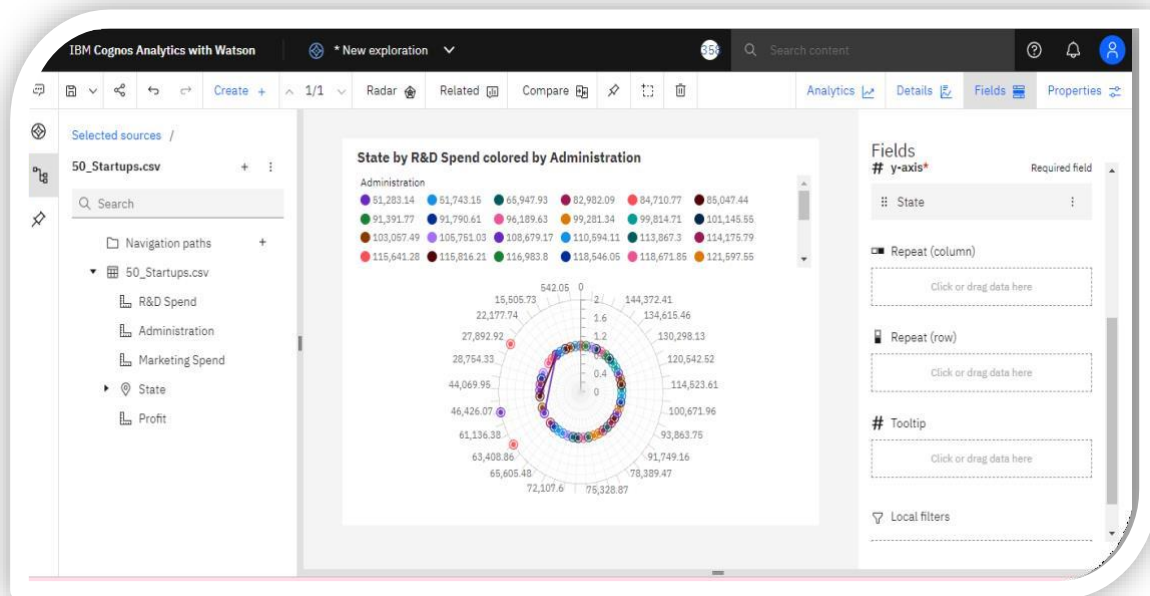 IBM Cognos Analytics with Watson
* New exploration
358
Search content
Create +
1/1
Radar
Related
Compare
Analytics
Details
Fields
Properties
Selected sources /
50_Startups.csv
Search
Navigation paths
50_Startups.csv
R&D Spend
Administration
Marketing Spend
State
Profit
State by R&D Spend colored by Administration
Administration
51,283.14 51,743.15 65,947.93 82,982.09 84,710.77 85,047.44
91,391.77 91,790.61 96,189.63 99,281.34 99,814.71 101,145.55
103,057.49 105,751.03 108,679.17 110,594.11 113,867.3 114,175.79
115,641.28 115,816.21 116,983.8 118,546.05 118,671.85 121,597.55
542.05 0
15,505.73 2 144,372.41
22,177.74 1.6 134,615.46
27,892.92 1.2 130,298.13
28,754.33 120,542.52
0.4
44,069.95 0 114,523.61
46,426.07 100,671.96
61,136.38 93,863.75
63,408.86 91,749.16
65,605.48 78,389.47
72,107.6 75,328.87
Fields
# y-axis* Required field
State
Repeat (column)
Click or drag data here
Repeat (row)
Click or drag data here
# Tooltip
Click or drag data here
Local filters